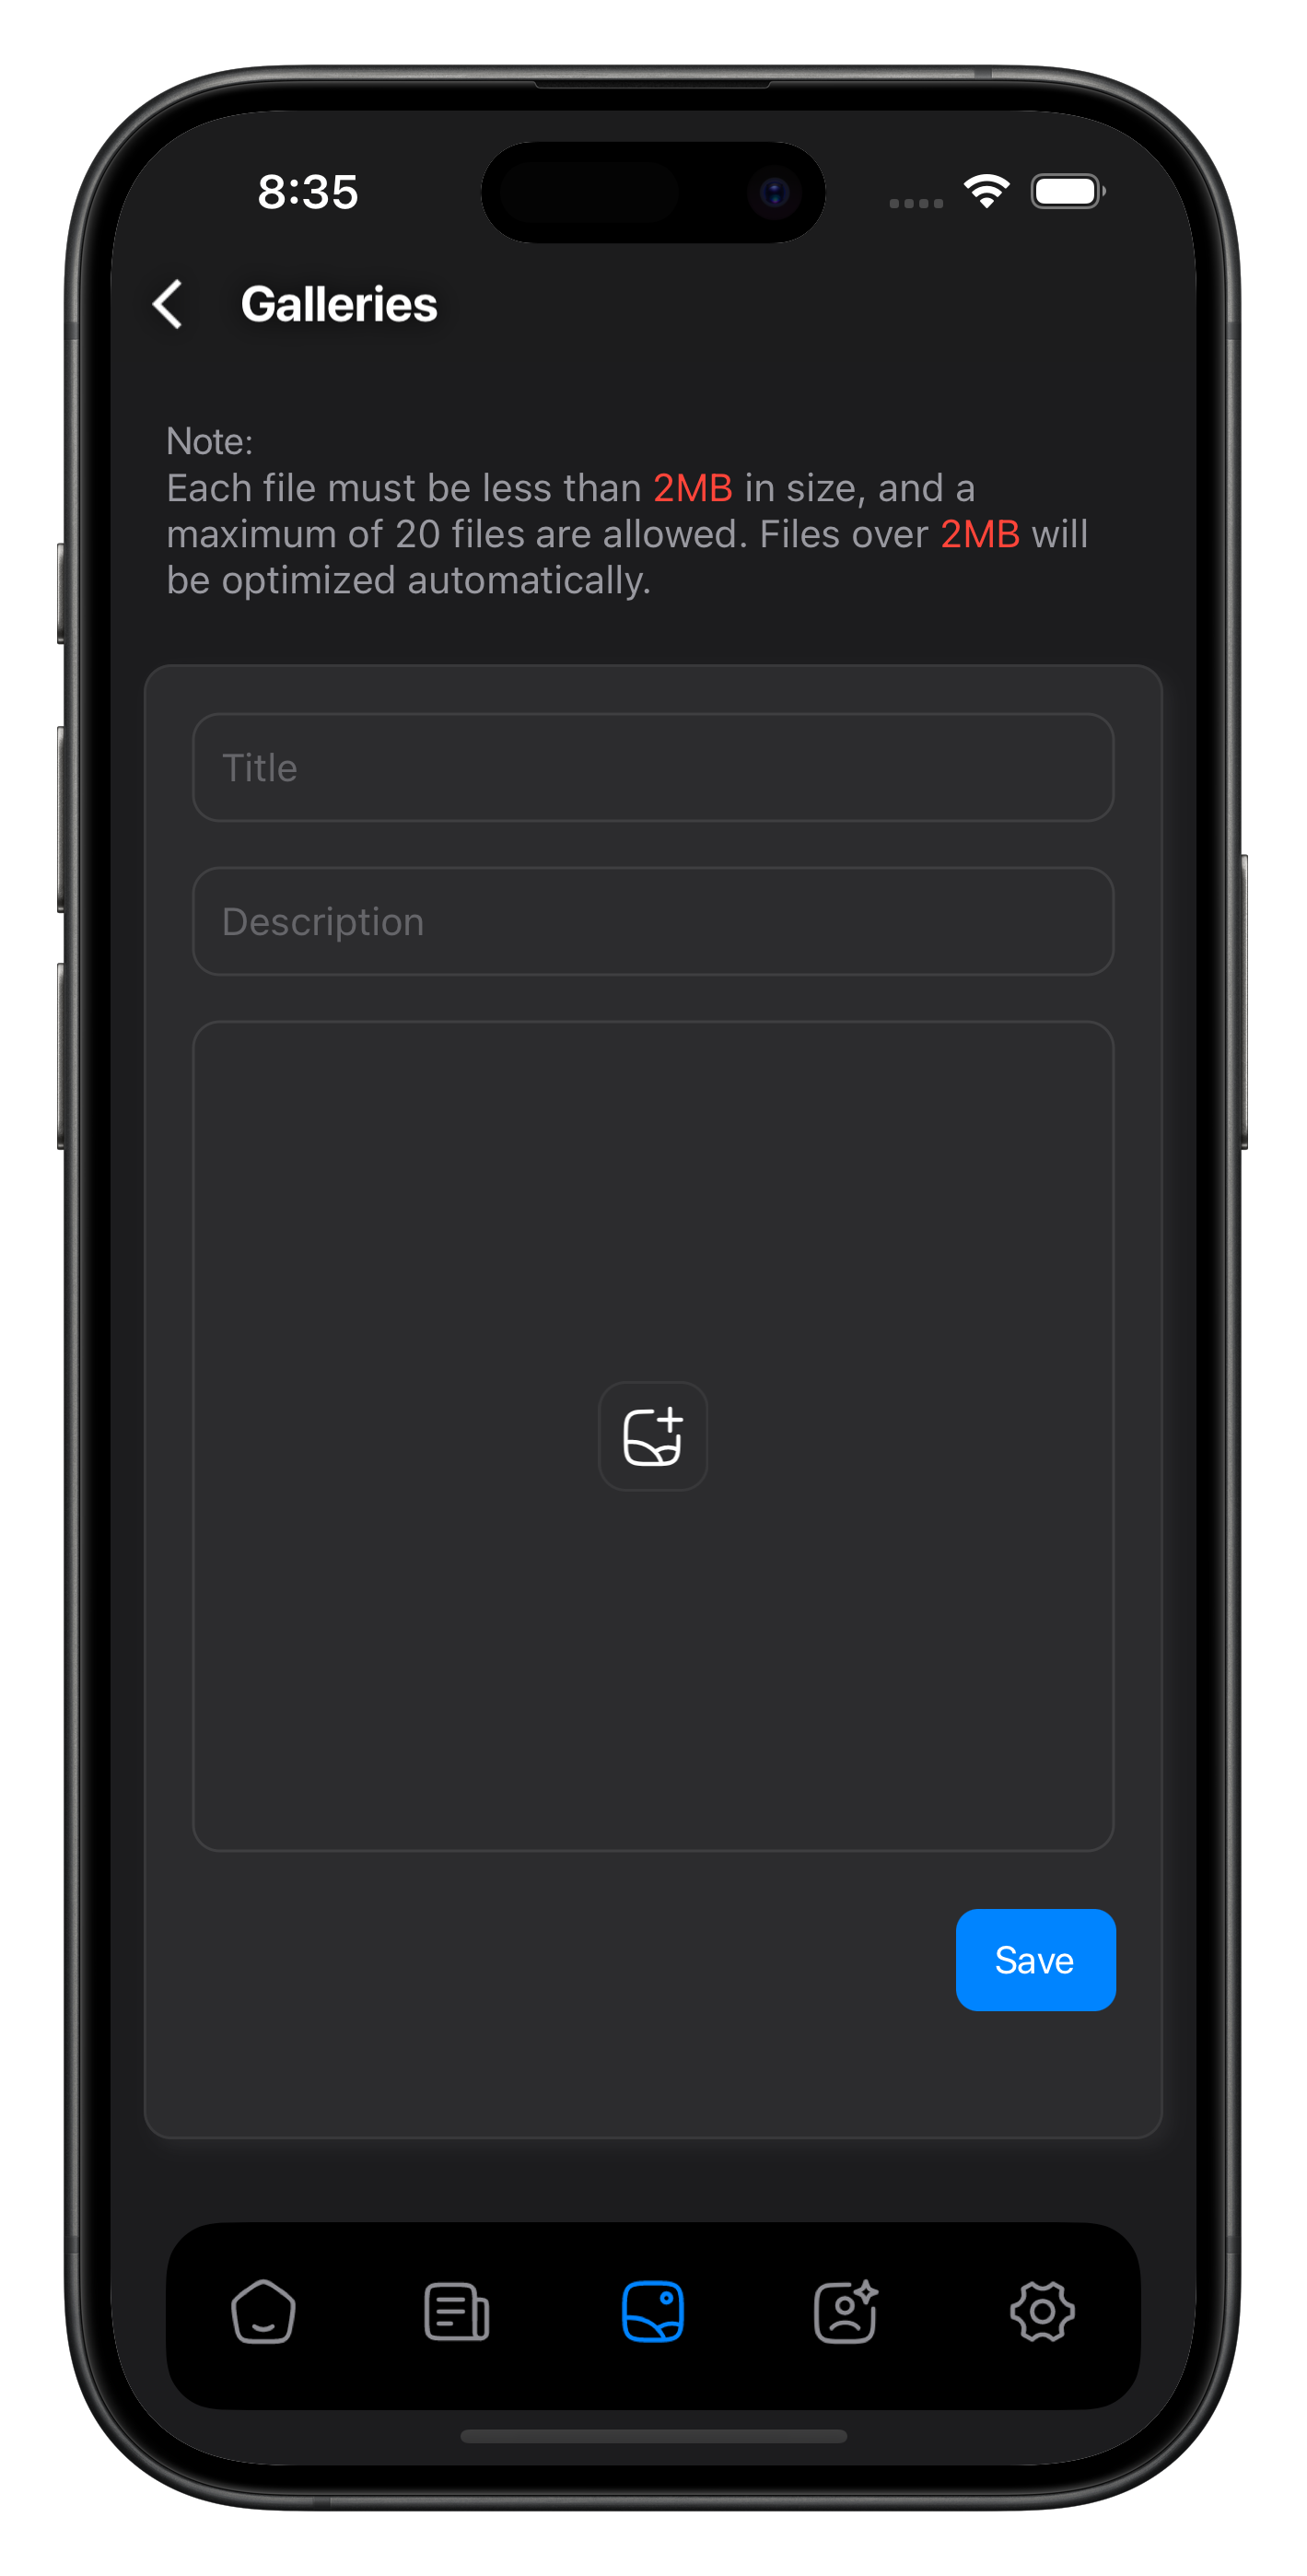 8:35
Galleries
Note:
Each file must be less than 2MB in size, and a
maximum of 20 files are allowed. Files over 2MB will
be optimized automatically.
Title
Description
Save